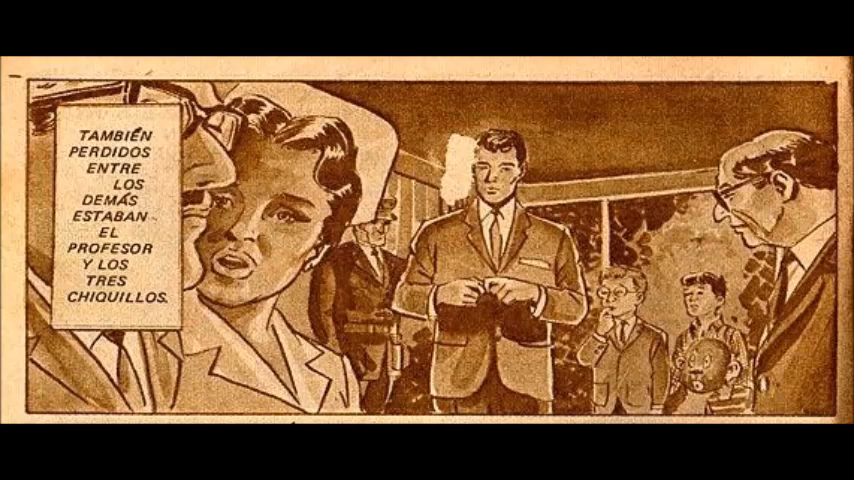 TAMBIÉN
PERDIDOS
ENTRE
LOS
DEMÁS
ESTABAN
EL
PROFESOR
Y LOS
TRES
CHIQUILLOS.